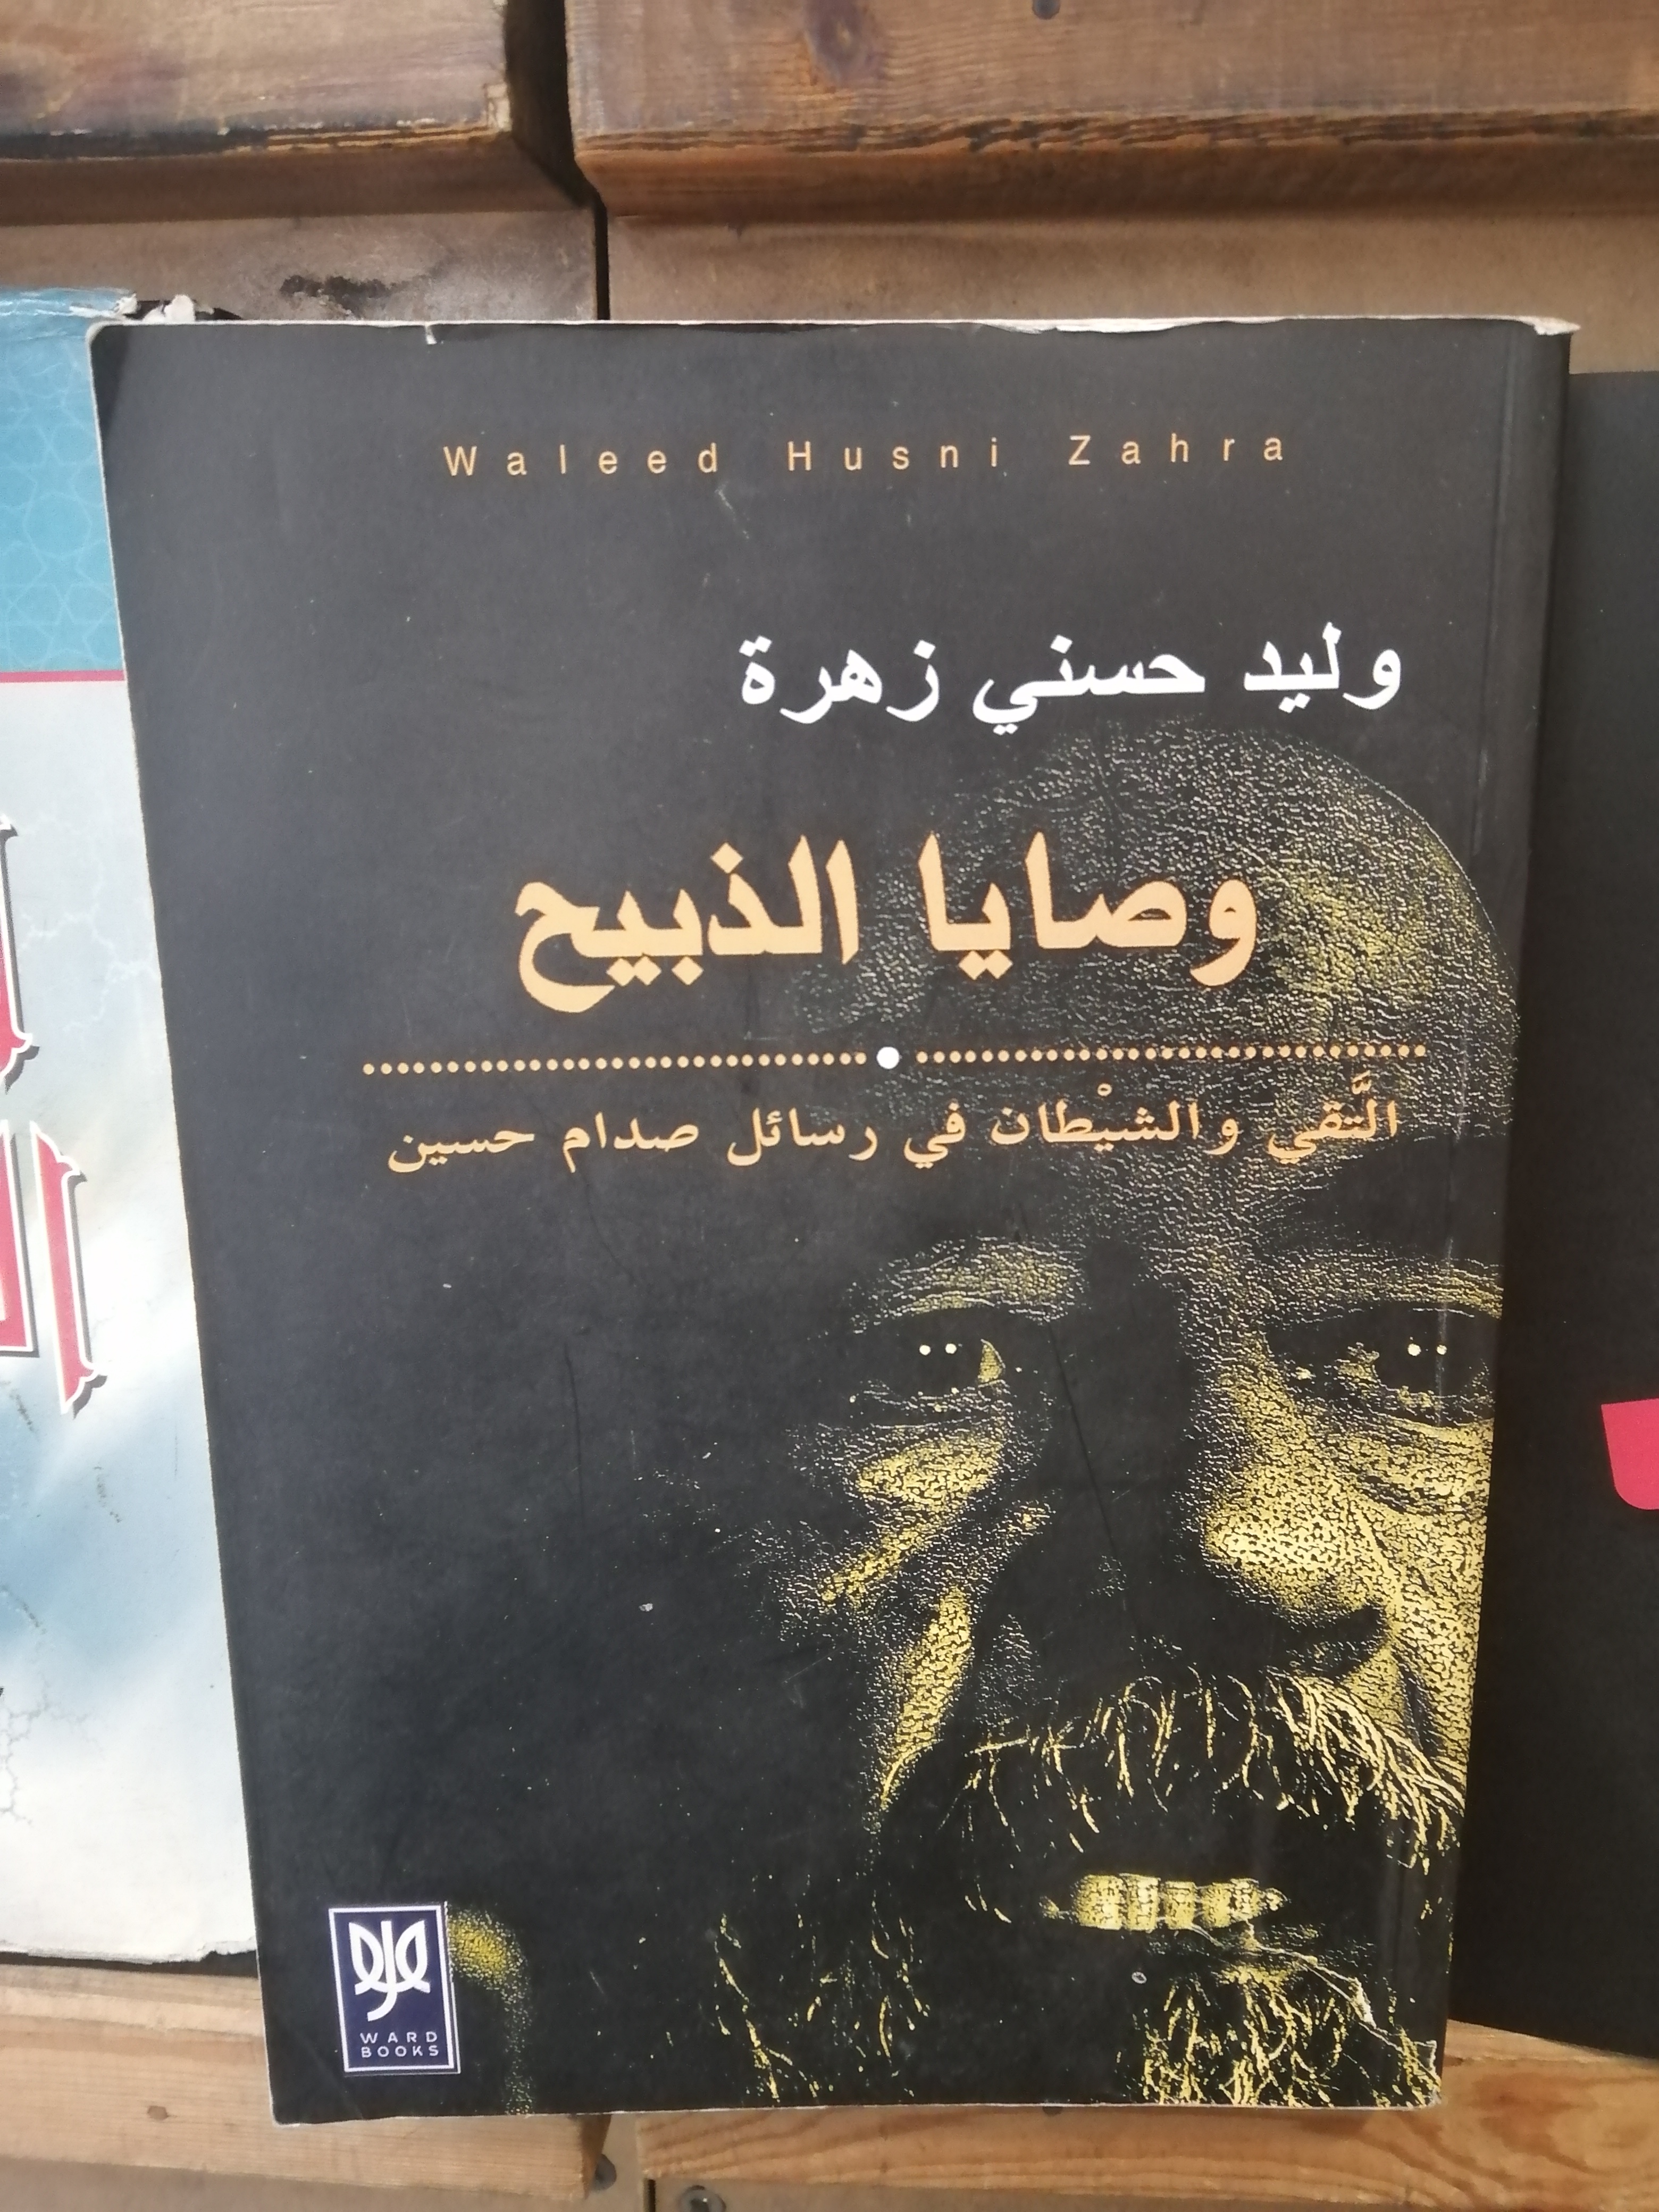 Waleed Husni Zahra
وليد حسني زهرة
وصايا الذبيح
التَّقي والشيْطان في رسائل صدام حسين
WARD
BOOKS